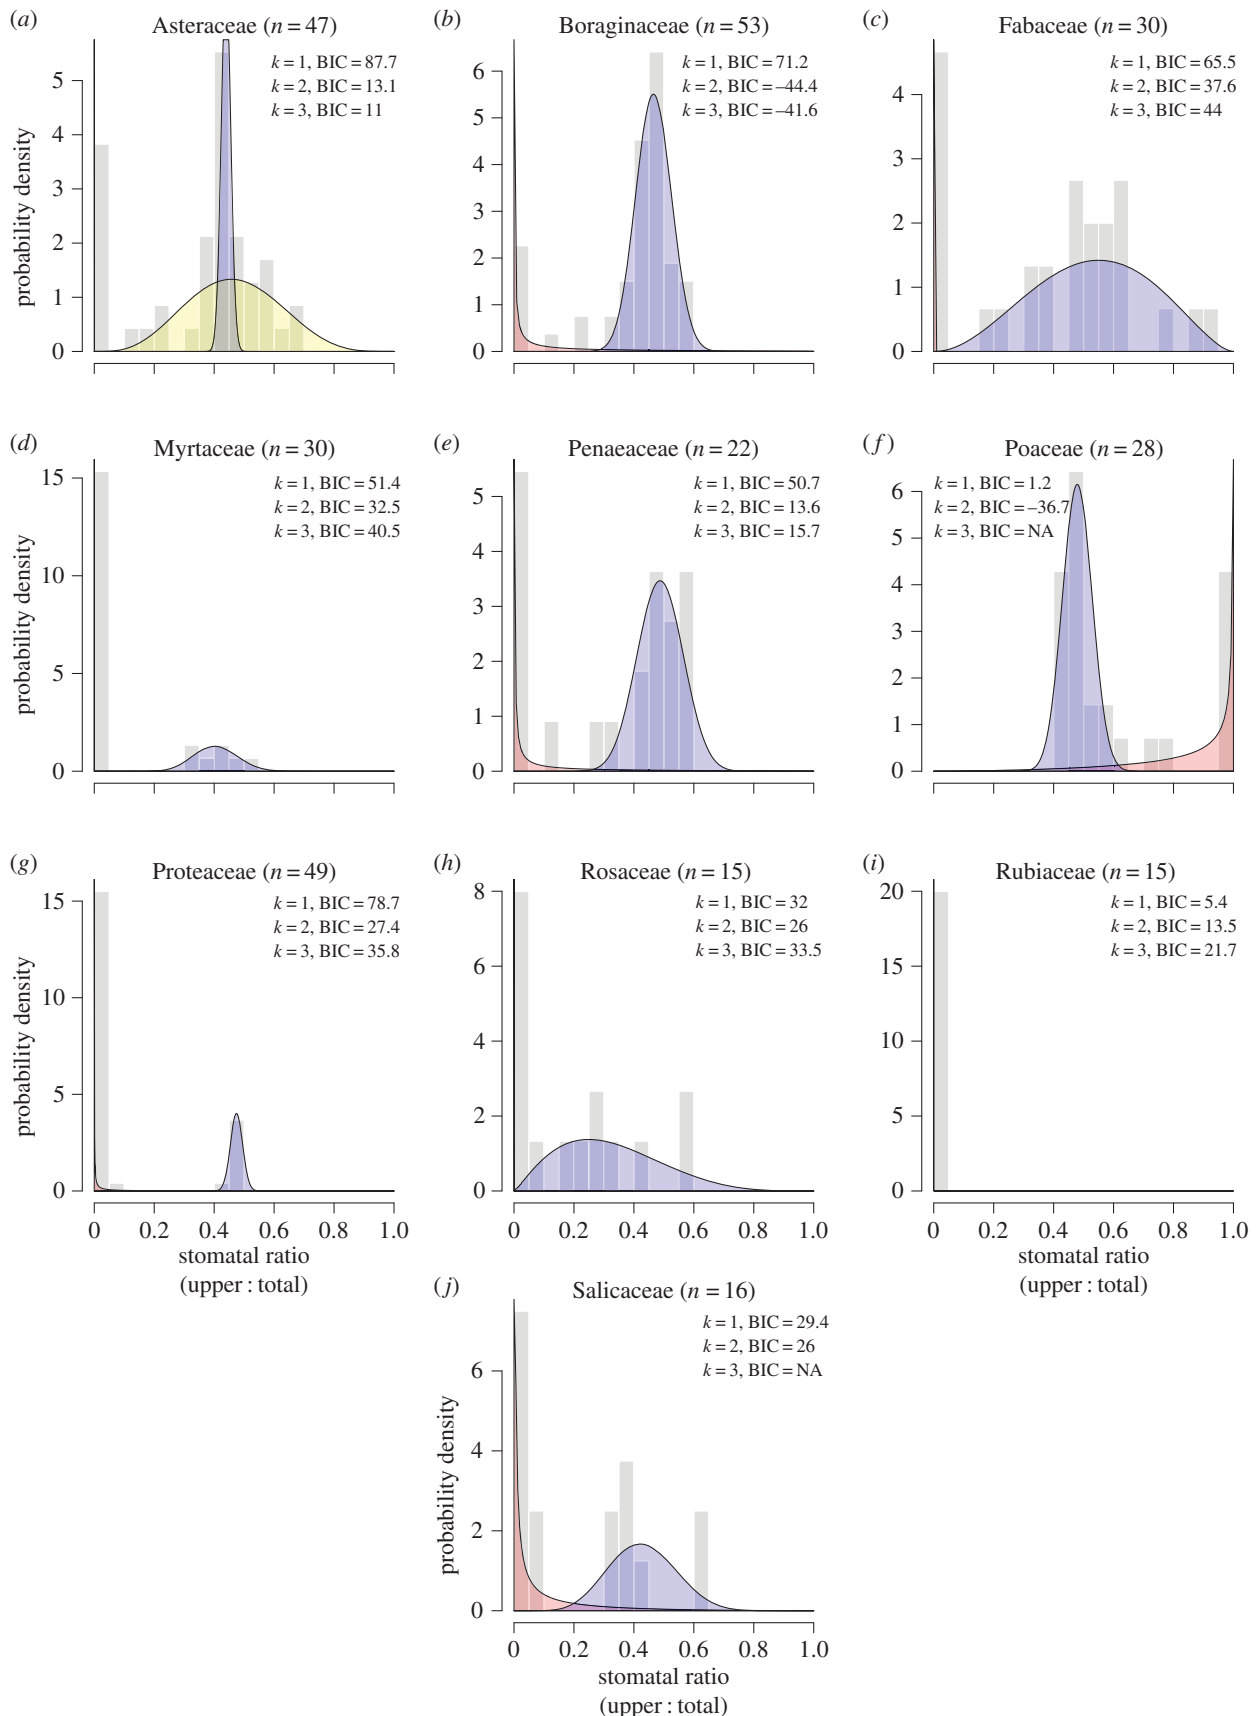 (a) Asteraceae (n = 47)
k = 1, BIC = 87.7
k = 2, BIC = 13.1
k = 3, BIC = 11
probability density
5
4
3
2
1
0
(b) Boraginaceae (n = 53)
k = 1, BIC = 71.2
k = 2, BIC = –44.4
k = 3, BIC = –41.6
6
5
4
3
2
1
0
(c) Fabaceae (n = 30)
k = 1, BIC = 65.5
k = 2, BIC = 37.6
k = 3, BIC = 44
4
3
2
1
0
(d) Myrtaceae (n = 30)
k = 1, BIC = 51.4
k = 2, BIC = 32.5
k = 3, BIC = 40.5
probability density
15
10
5
0
(e) Penaeaceae (n = 22)
k = 1, BIC = 50.7
k = 2, BIC = 13.6
k = 3, BIC = 15.7
5
4
3
2
1
0
(f) Poaceae (n = 28)
k = 1, BIC = 1.2
k = 2, BIC = –36.7
k = 3, BIC = NA
6
5
4
3
2
1
0
(g) Proteaceae (n = 49)
k = 1, BIC = 78.7
k = 2, BIC = 27.4
k = 3, BIC = 35.8
probability density
15
10
5
0
0 0.2 0.4 0.6 0.8 1.0
stomatal ratio
(upper : total)
(h) Rosaceae (n = 15)
k = 1, BIC = 32
k = 2, BIC = 26
k = 3, BIC = 33.5
8
6
4
2
0
(i) Rubiaceae (n = 15)
k = 1, BIC = 5.4
k = 2, BIC = 13.5
k = 3, BIC = 21.7
20
15
10
5
0
0 0.2 0.4 0.6 0.8 1.0
stomatal ratio
(upper : total)
(j) Salicaceae (n = 16)
k = 1, BIC = 29.4
k = 2, BIC = 26
k = 3, BIC = NA
probability density
6
4
2
0
0 0.2 0.4 0.6 0.8 1.0
stomatal ratio
(upper : total)